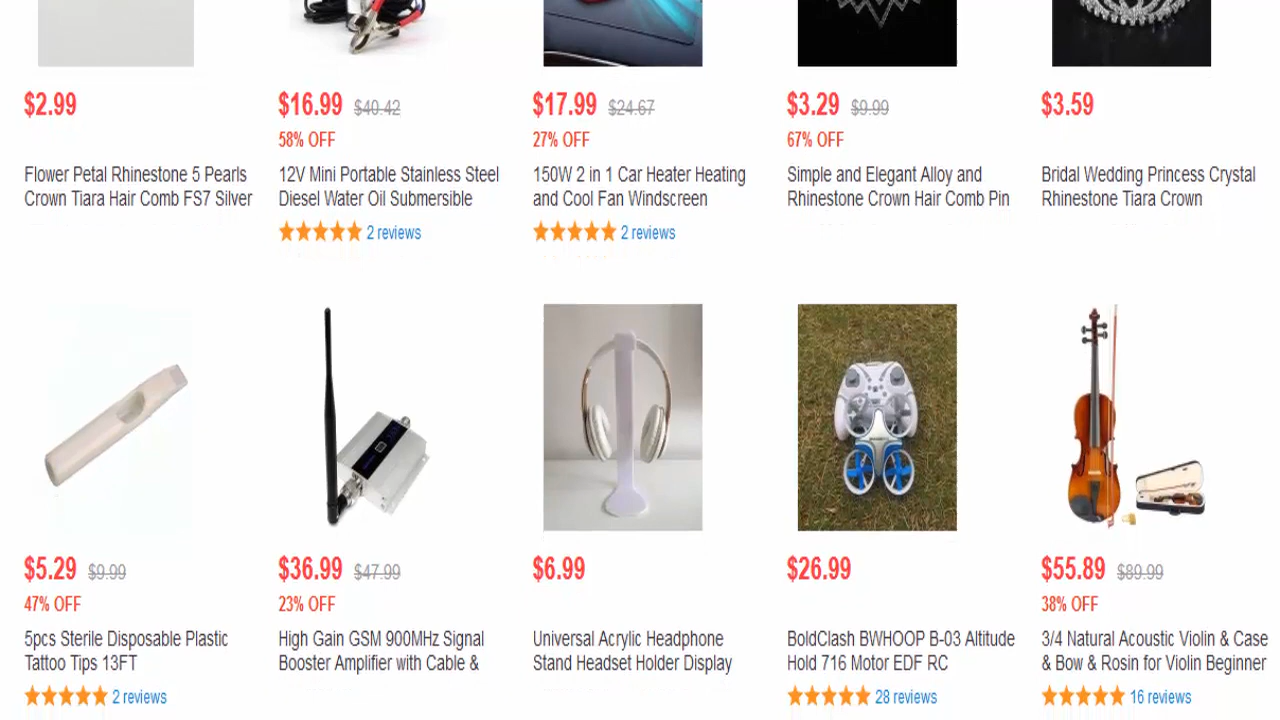 $2.99
$16.99 $40.42
58% OFF
$17.99 $24.67
27% OFF
$3.29 $9.99
67% OFF
$3.59
Flower Petal Rhinestone 5 Pearls
Crown Tiara Hair Comb FS7 Silver
12V Mini Portable Stainless Steel
Diesel Water Oil Submersible
2 reviews
150W 2 in 1 Car Heater Heating
and Cool Fan Windscreen
2 reviews
Simple and Elegant Alloy and
Rhinestone Crown Hair Comb Pin
Bridal Wedding Princess Crystal
Rhinestone Tiara Crown
$5.29 $9.99
47% OFF
5pcs Sterile Disposable Plastic
Tattoo Tips 13FT
2 reviews
$36.99 $47.99
23% OFF
High Gain GSM 900MHz Signal
Booster Amplifier with Cable &
$6.99
Universal Acrylic Headphone
Stand Headset Holder Display
$26.99
BoldClash BWHOOP B-03 Altitude
Hold 716 Motor EDF RC
28 reviews
$55.89 $89.99
38% OFF
3/4 Natural Acoustic Violin & Case
& Bow & Rosin for Violin Beginner
16 reviews